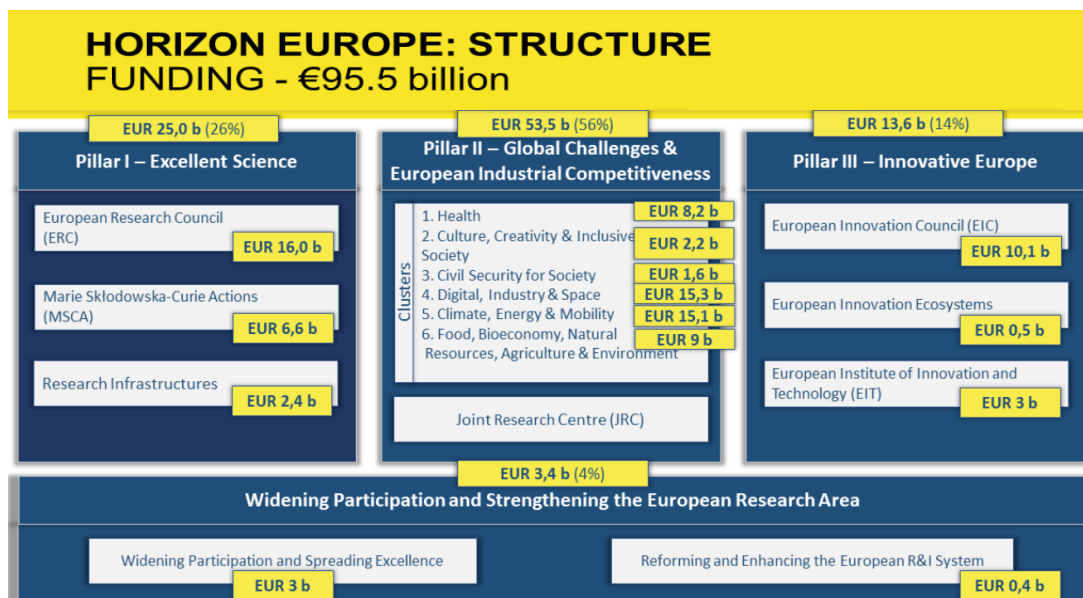 HORIZON EUROPE: STRUCTURE
FUNDING - €95.5 billion
EUR 25,0 b (26%)
Pillar I – Excellent Science
European Research Council
(ERC)
EUR 16,0 b
Marie Skłodowska-Curie Actions
(MSCA)
EUR 6,6 b
Research Infrastructures
EUR 2,4 b
EUR 53,5 b (56%)
Pillar II – Global Challenges &
European Industrial Competitiveness
Clusters
1. Health
EUR 8,2 b
2. Culture, Creativity & Inclusive
Society
EUR 2,2 b
3. Civil Security for Society
EUR 1,6 b
4. Digital, Industry & Space
EUR 15,3 b
5. Climate, Energy & Mobility
EUR 15,1 b
6. Food, Bioeconomy, Natural
Resources, Agriculture & Environment
EUR 9 b
Joint Research Centre (JRC)
EUR 13,6 b (14%)
Pillar III – Innovative Europe
European Innovation Council (EIC)
EUR 10,1 b
European Innovation Ecosystems
EUR 0,5 b
European Institute of Innovation and
Technology (EIT)
EUR 3 b
EUR 3,4 b (4%)
Widening Participation and Strengthening the European Research Area
Widening Participation and Spreading Excellence
EUR 3 b
Reforming and Enhancing the European R&I System
EUR 0,4 b